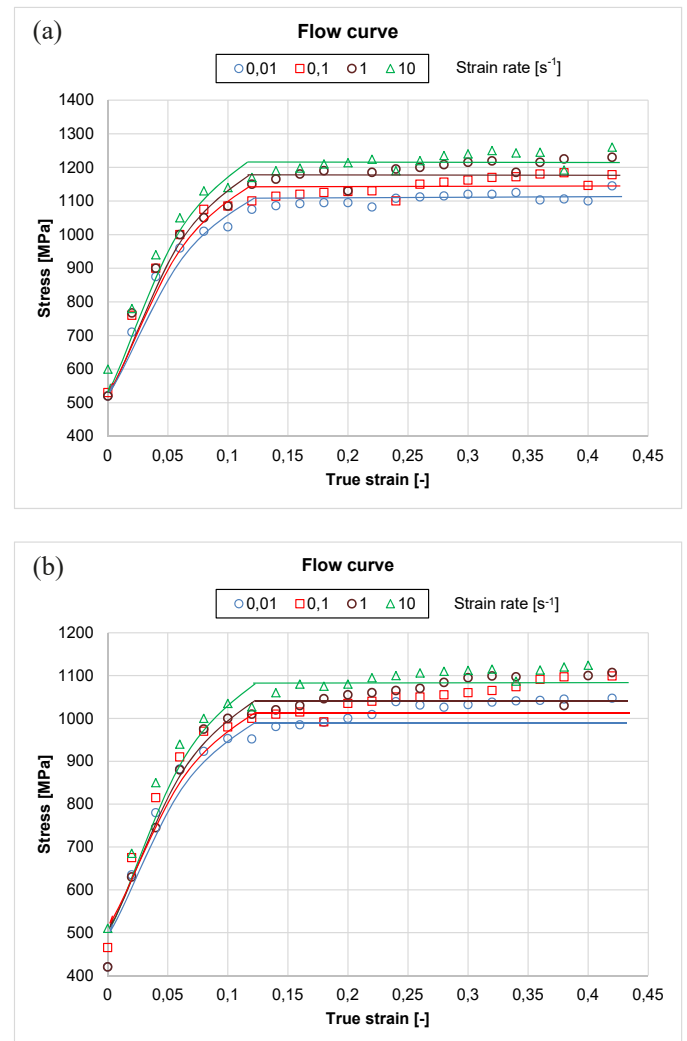 (a)
Flow curve
0,01 0,1 1 10 Strain rate [s⁻¹]
1400
1300
1200
1100
1000
900
800
700
600
500
400
Stress [MPa]
0 0,05 0,1 0,15 0,2 0,25 0,3 0,35 0,4 0,45
True strain [-]
(b)
Flow curve
0,01 0,1 1 10 Strain rate [s⁻¹]
1200
1100
1000
900
800
700
600
500
400
Stress [MPa]
0 0,05 0,1 0,15 0,2 0,25 0,3 0,35 0,4 0,45
True strain [-]